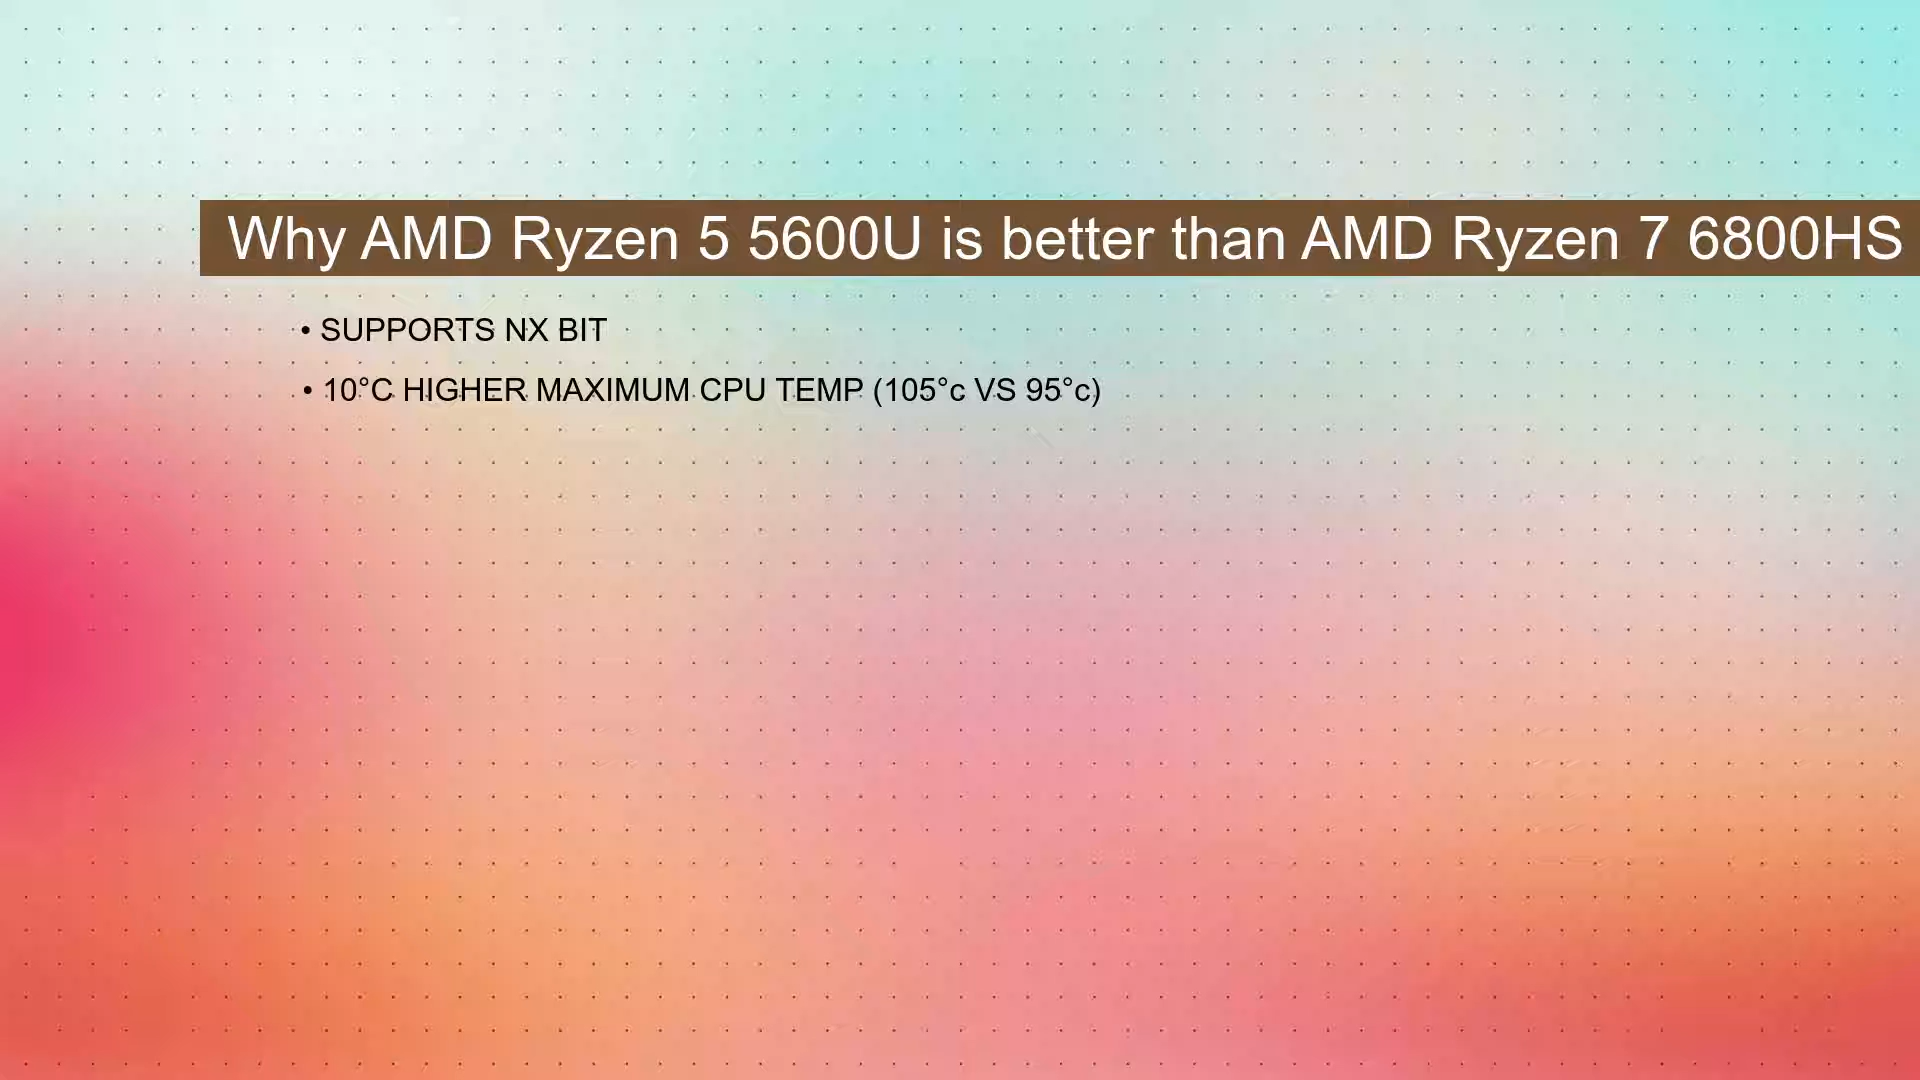 Why AMD Ryzen 5 5600U is better than AMD Ryzen 7 6800HS
• SUPPORTS NX BIT
• 10°C HIGHER MAXIMUM CPU TEMP (105°c VS 95°c)